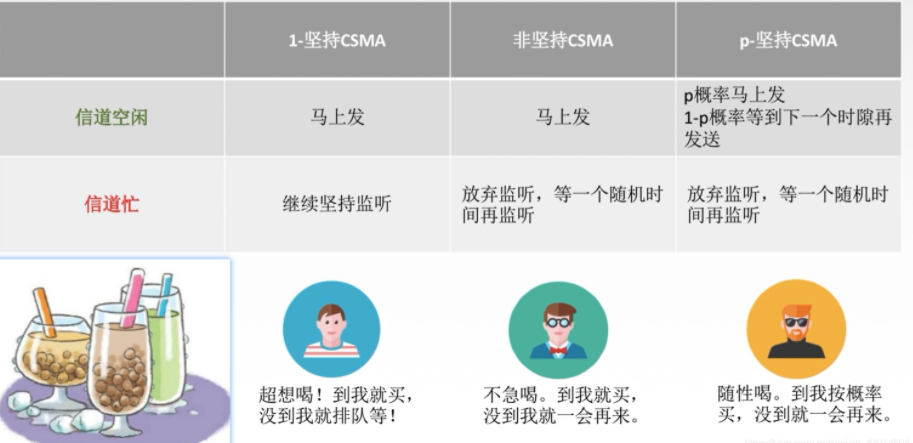 1-坚持CSMA
非坚持CSMA
p-坚持CSMA
信道空闲
马上发
马上发
p概率马上发
1-p概率等到下一个时隙再
发送
信道忙
继续坚持监听
放弃监听，等一个随机时
间再监听
放弃监听，等一个随机时
间再监听
超想喝！到我就买，
没到我就排队等！
不急喝。到我就买，
没到我就一会再来。
随性喝。到我按概率
买，没到就一会再来。